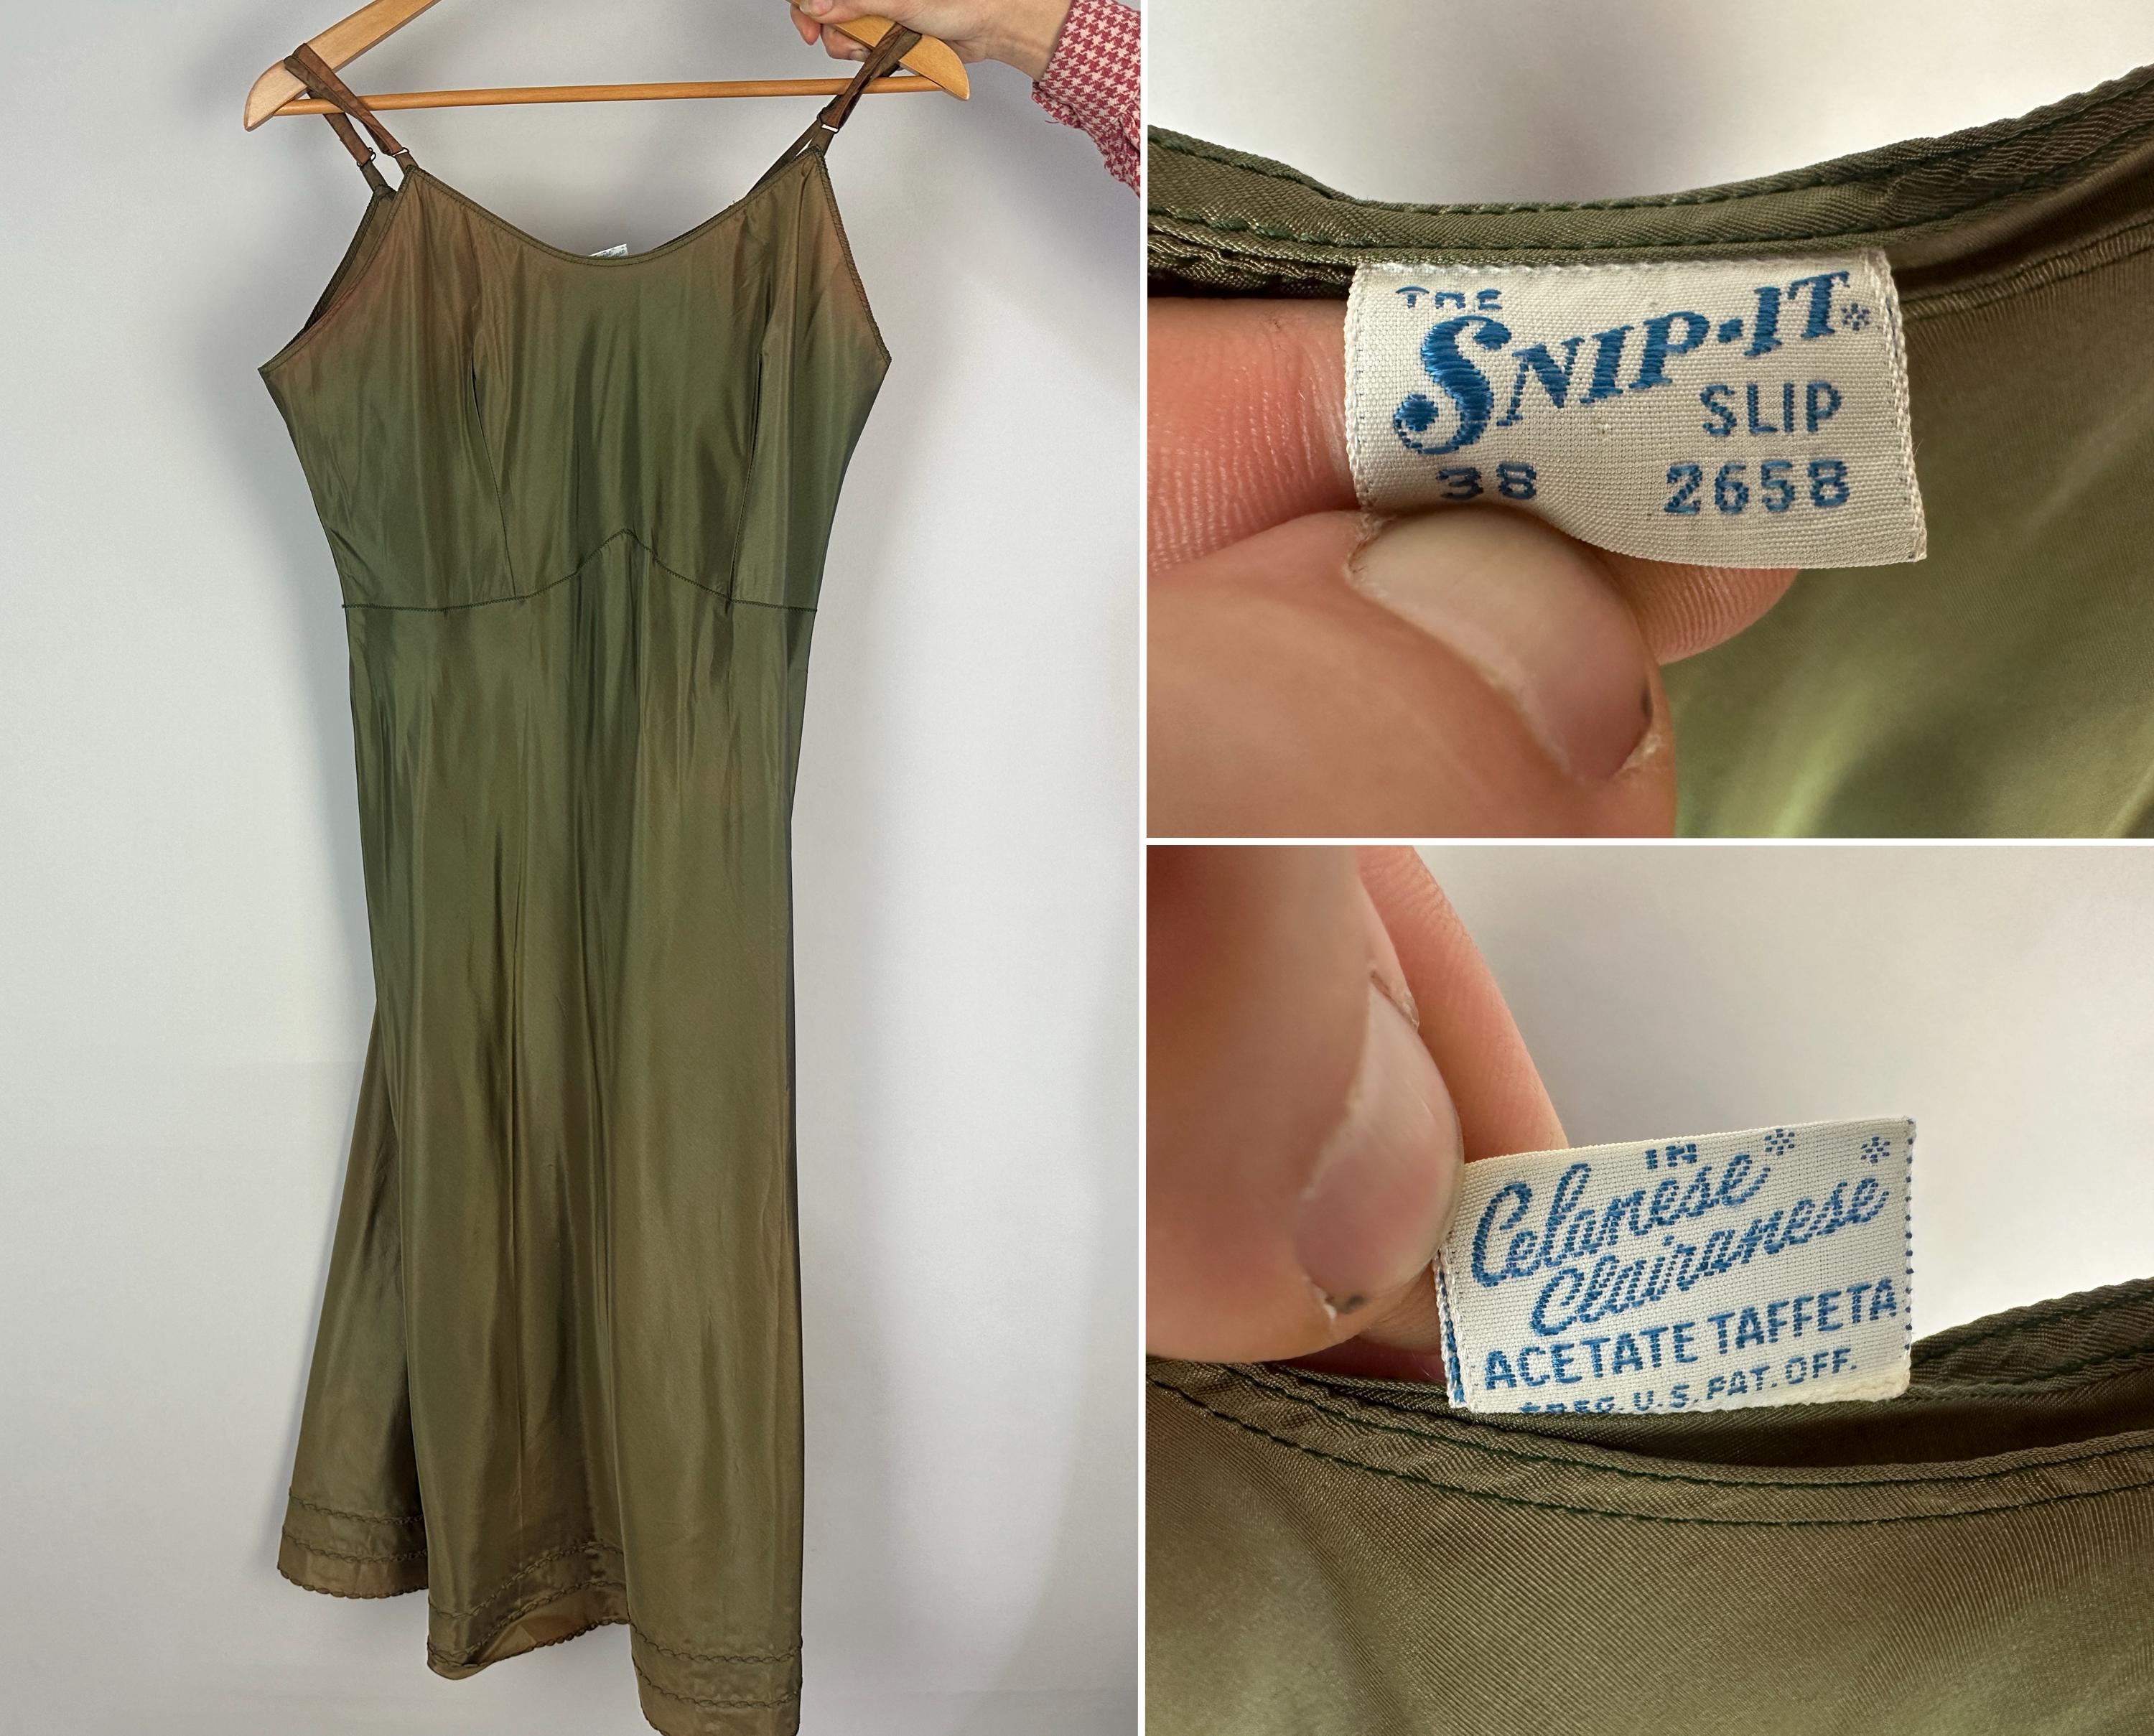 THE
SNIP-IT*
SLIP
38 2658
IN
Celanese* Clairanese*
ACETATE TAFFETA
*REG. U.S. PAT. OFF.